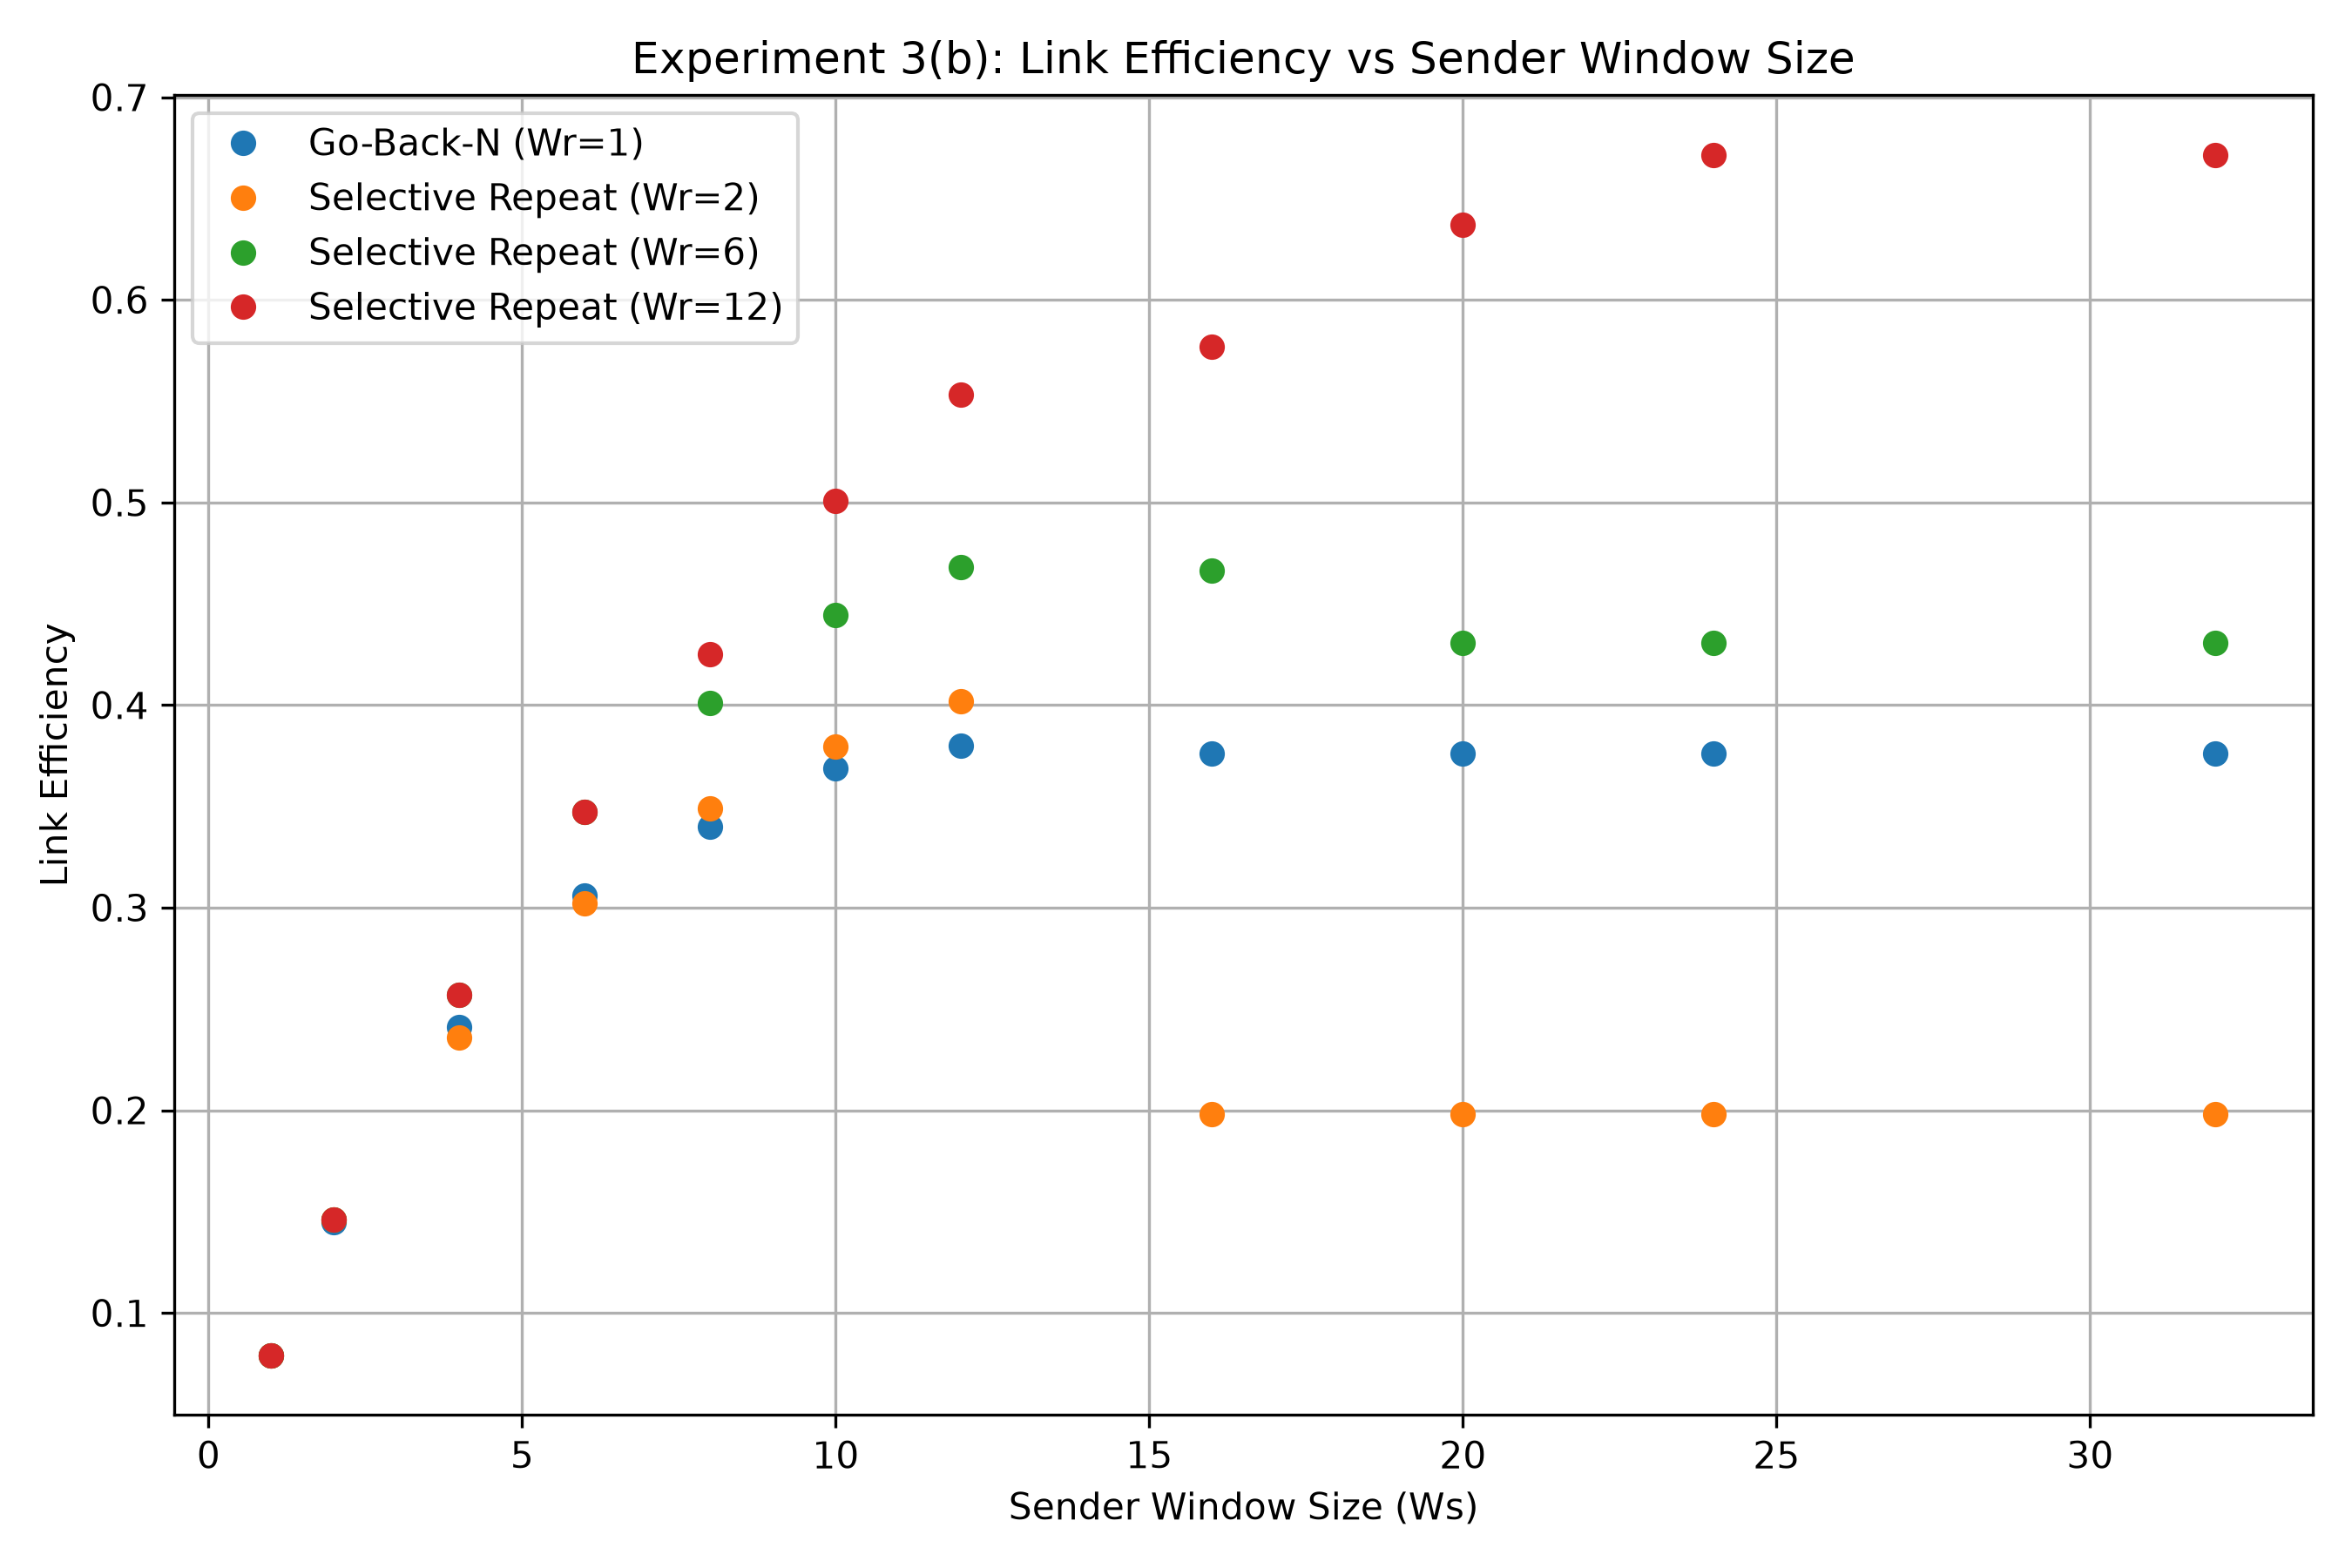 Experiment 3(b): Link Efficiency vs Sender Window Size
Go-Back-N (Wr=1)
Selective Repeat (Wr=2)
Selective Repeat (Wr=6)
Selective Repeat (Wr=12)
Link Efficiency
0.7
0.6
0.5
0.4
0.3
0.2
0.1
0 5 10 15 20 25 30
Sender Window Size (Ws)